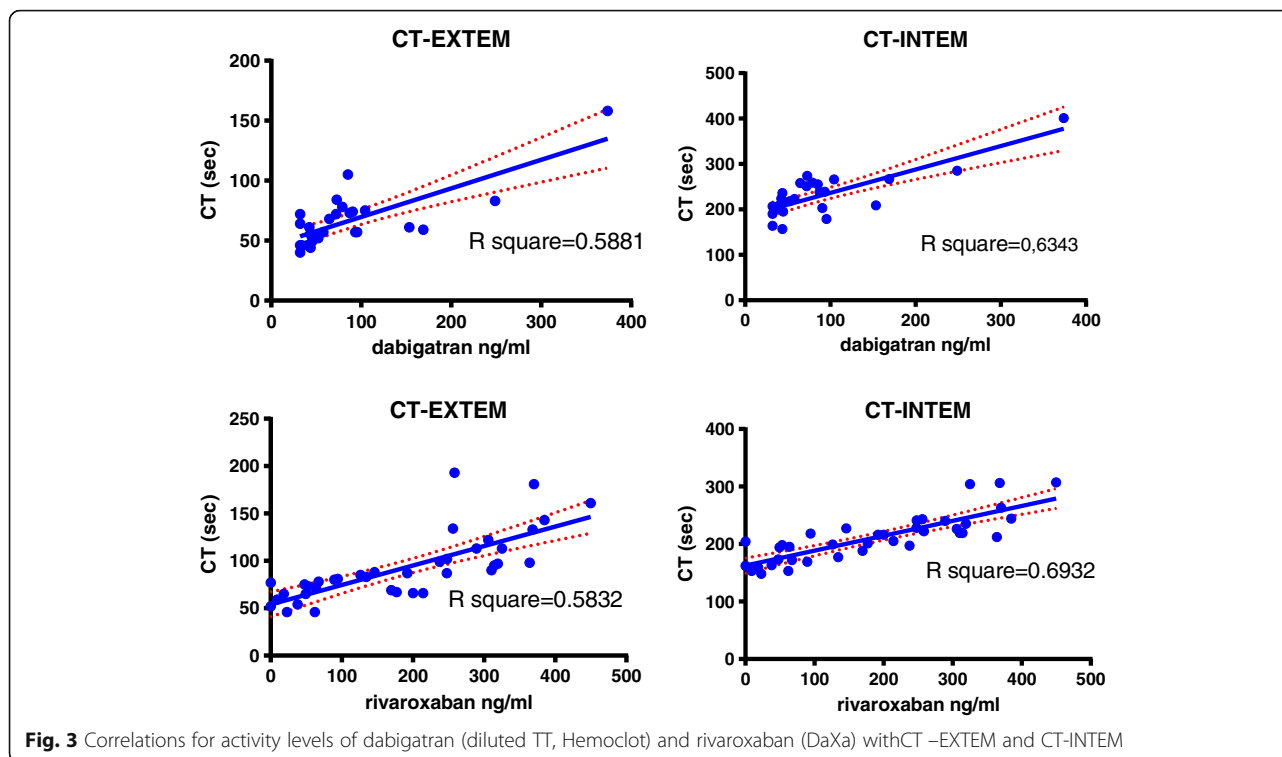 CT-EXTEM
200
150
100
50
0
CT (sec)
R square=0.5881
0 100 200 300 400
dabigatran ng/ml
CT-INTEM
500
400
300
200
100
0
CT (sec)
R square=0,6343
0 100 200 300 400
dabigatran ng/ml
CT-EXTEM
250
200
150
100
50
0
CT (sec)
R square=0.5832
0 100 200 300 400 500
rivaroxaban ng/ml
CT-INTEM
400
300
200
100
0
CT (sec)
R square=0.6932
0 100 200 300 400 500
rivaroxaban ng/ml
Fig. 3 Correlations for activity levels of dabigatran (diluted TT, Hemoclot) and rivaroxaban (DaXa) withCT –EXTEM and CT-INTEM